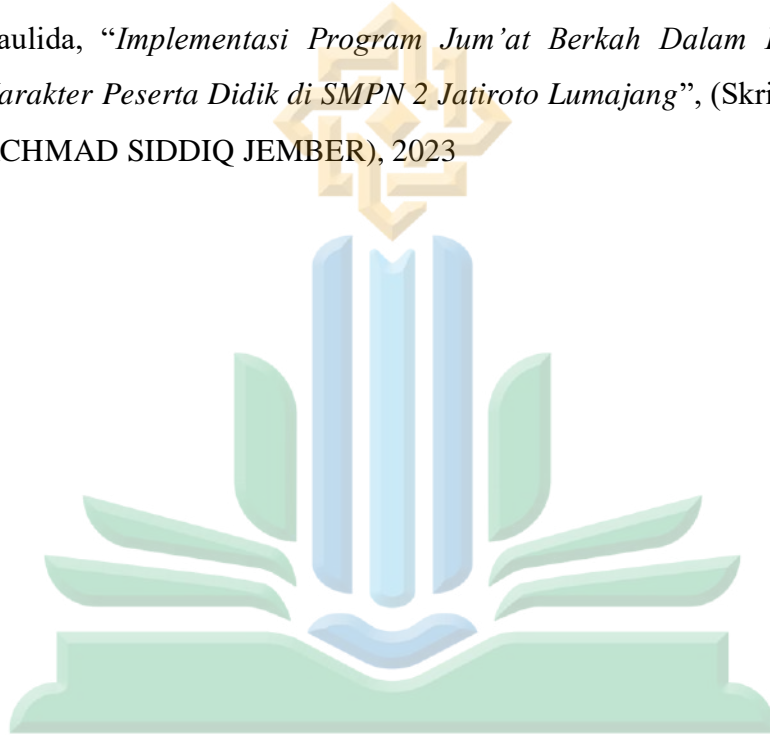 aulida, “Implementasi Program Jum’at Berkah Dalam
arakter Peserta Didik di SMPN 2 Jatiroto Lumajang”, (Skri
CHMAD SIDDIQ JEMBER), 2023